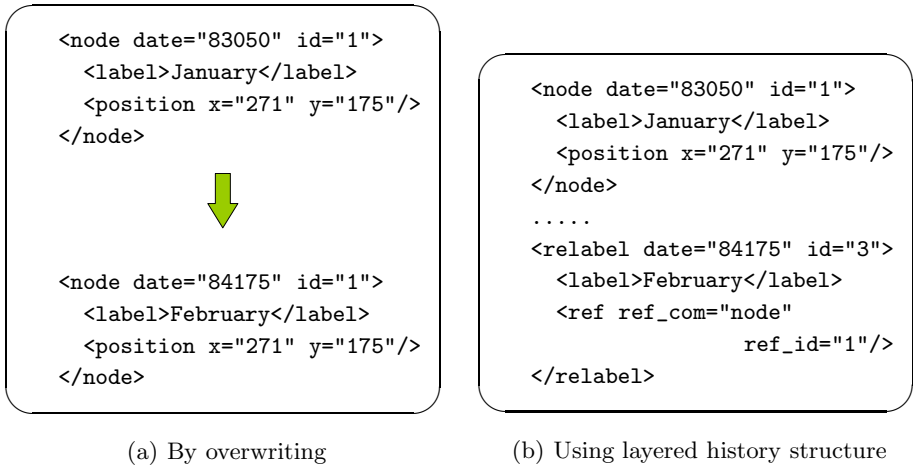 <node date="83050" id="1">
<label>January</label>
<position x="271" y="175"/>
</node>
<node date="84175" id="1">
<label>February</label>
<position x="271" y="175"/>
</node>
(a) By overwriting
<node date="83050" id="1">
<label>January</label>
<position x="271" y="175"/>
</node>
.....
<relabel date="84175" id="3">
<label>February</label>
<ref ref_com="node"
ref_id="1"/>
</relabel>
(b) Using layered history structure